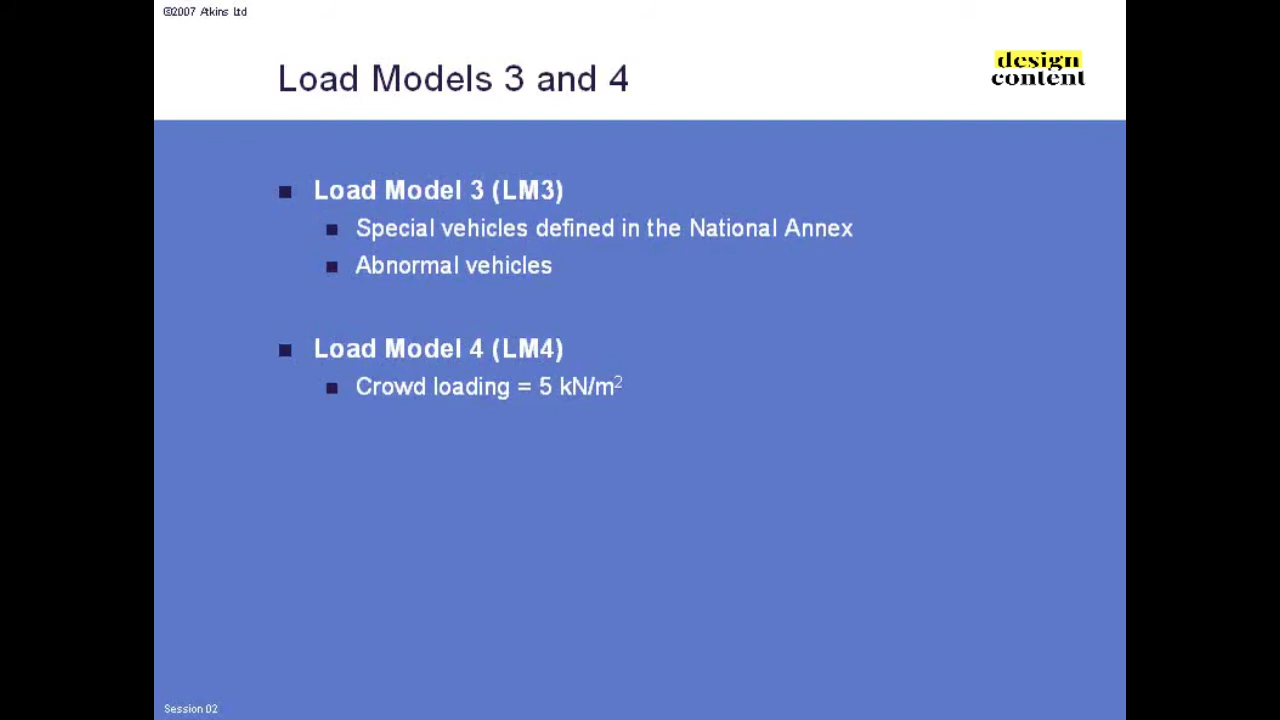 ©2007 Atkins Ltd
Load Models 3 and 4
design
content
Load Model 3 (LM3)
Special vehicles defined in the National Annex
Abnormal vehicles
Load Model 4 (LM4)
Crowd loading = 5 kN/m²
Session 02